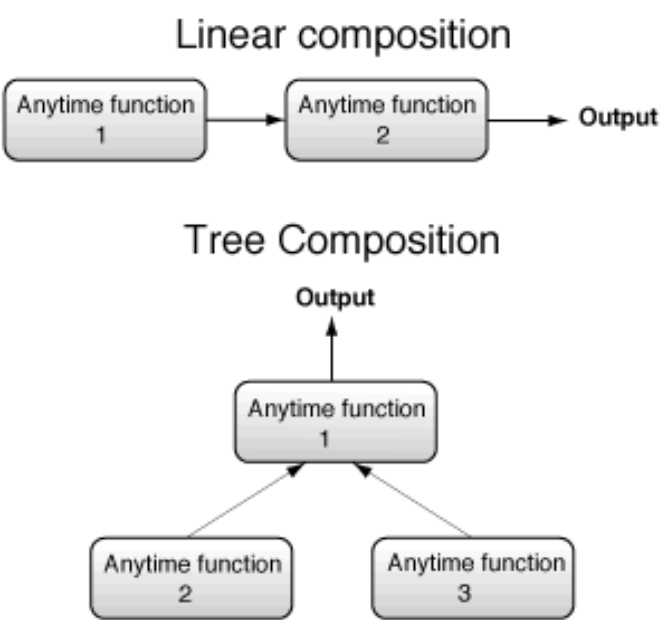 Linear composition
Anytime function
1
Anytime function
2
Output
Tree Composition
Output
Anytime function
1
Anytime function
2
Anytime function
3